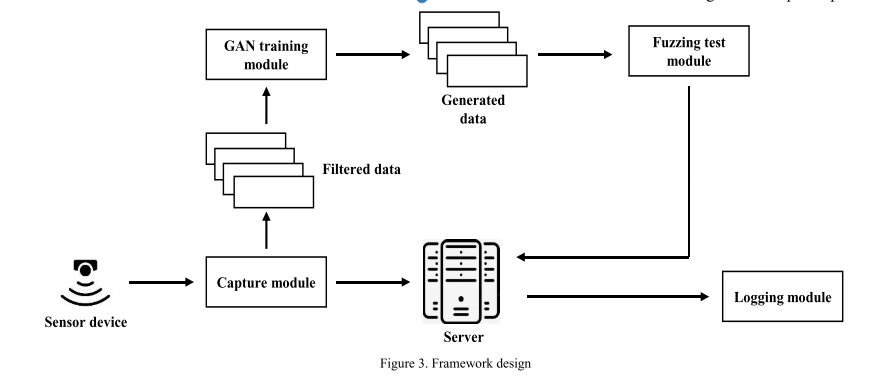 GAN training
module
Generated
data
Fuzzing test
module
Filtered data
Sensor device
Capture module
Server
Logging module
Figure 3. Framework design